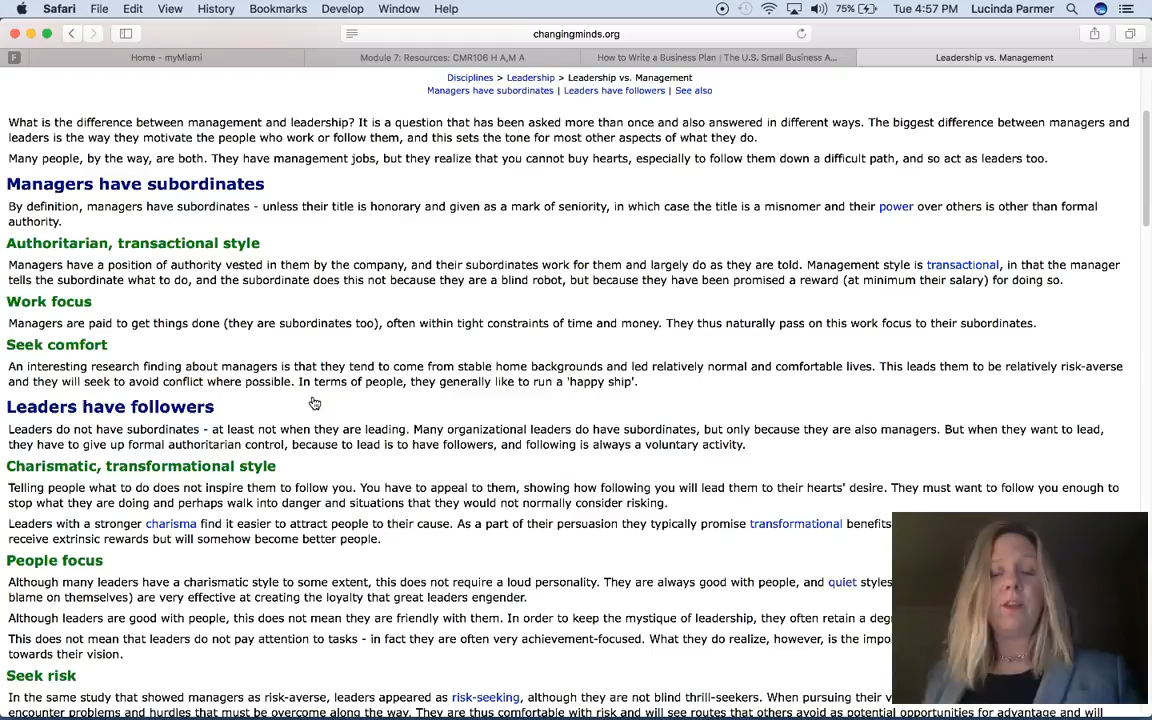 Safari File Edit View History Bookmarks Develop Window Help 75% Tue 4:57 PM Lucinda Parmer
changingminds.org
F Home - myMiami Module 7: Resources: CMR106 H A,M A How to Write a Business Plan | The U.S. Small Business A... Leadership vs. Management
Disciplines > Leadership > Leadership vs. Management
Managers have subordinates | Leaders have followers | See also
What is the difference between management and leadership? It is a question that has been asked more than once and also answered in different ways. The biggest difference between managers and
leaders is the way they motivate the people who work or follow them, and this sets the tone for most other aspects of what they do.
Many people, by the way, are both. They have management jobs, but they realize that you cannot buy hearts, especially to follow them down a difficult path, and so act as leaders too.
Managers have subordinates
By definition, managers have subordinates - unless their title is honorary and given as a mark of seniority, in which case the title is a misnomer and their power over others is other than formal
authority.
Authoritarian, transactional style
Managers have a position of authority vested in them by the company, and their subordinates work for them and largely do as they are told. Management style is transactional, in that the manager
tells the subordinate what to do, and the subordinate does this not because they are a blind robot, but because they have been promised a reward (at minimum their salary) for doing so.
Work focus
Managers are paid to get things done (they are subordinates too), often within tight constraints of time and money. They thus naturally pass on this work focus to their subordinates.
Seek comfort
An interesting research finding about managers is that they tend to come from stable home backgrounds and led relatively normal and comfortable lives. This leads them to be relatively risk-averse
and they will seek to avoid conflict where possible. In terms of people, they generally like to run a 'happy ship'.
Leaders have followers
Leaders do not have subordinates - at least not when they are leading. Many organizational leaders do have subordinates, but only because they are also managers. But when they want to lead,
they have to give up formal authoritarian control, because to lead is to have followers, and following is always a voluntary activity.
Charismatic, transformational style
Telling people what to do does not inspire them to follow you. You have to appeal to them, showing how following you will lead them to their hearts' desire. They must want to follow you enough to
stop what they are doing and perhaps walk into danger and situations that they would not normally consider risking.
Leaders with a stronger charisma find it easier to attract people to their cause. As a part of their persuasion they typically promise transformational benefits
receive extrinsic rewards but will somehow become better people.
People focus
Although many leaders have a charismatic style to some extent, this does not require a loud personality. They are always good with people, and quiet styles
blame on themselves) are very effective at creating the loyalty that great leaders engender.
Although leaders are good with people, this does not mean they are friendly with them. In order to keep the mystique of leadership, they often retain a
This does not mean that leaders do not pay attention to tasks - in fact they are often very achievement-focused. What they do realize, however, is the
towards their vision.
Seek risk
In the same study that showed managers as risk-averse, leaders appeared as risk-seeking, although they are not blind thrill-seekers. When pursuing their
encounter problems and hurdles that must be overcome along the way. They are thus comfortable with risk and will see routes that others avoid as potential opportunities for advantage and will